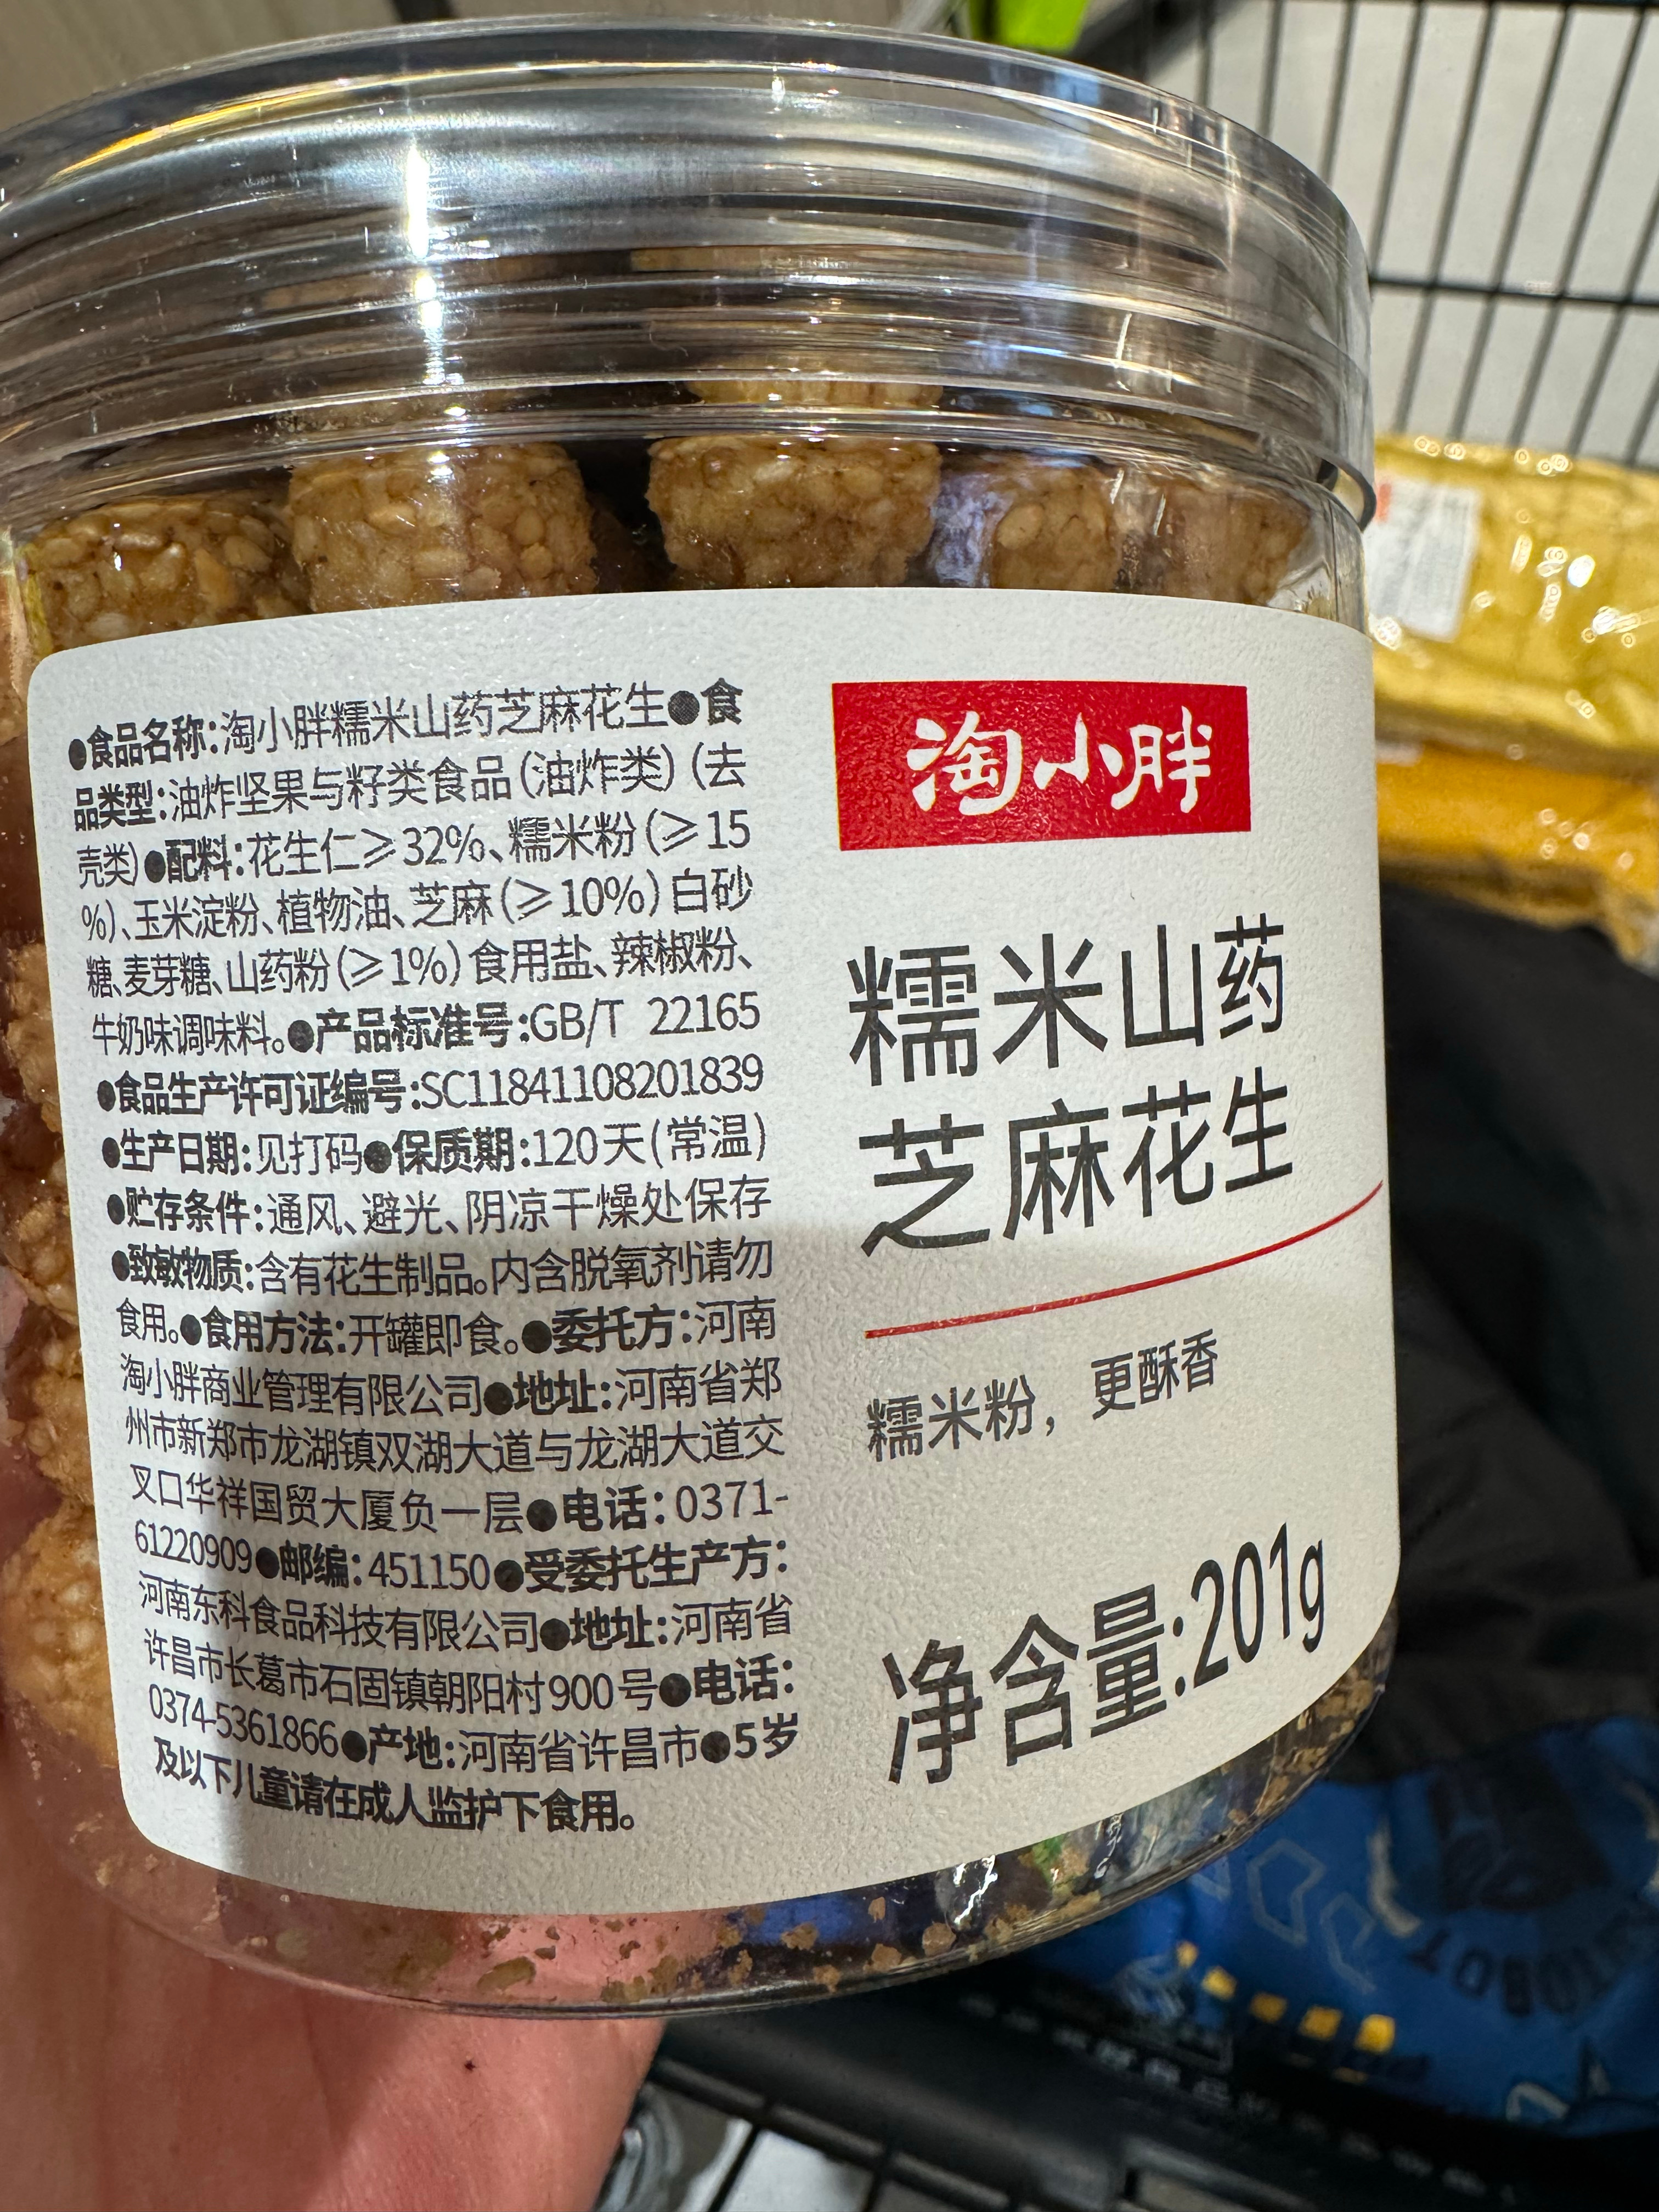 ●食品名称:淘小胖糯米山药芝麻花生●食
品类型:油炸坚果与籽类食品(油炸类)(去
壳类)●配料:花生仁≥32%、糯米粉(≥15
%)、玉米淀粉、植物油、芝麻(≥10%)白砂
糖、麦芽糖、山药粉(≥1%)食用盐、辣椒粉、
牛奶味调味料。●产品标准号:GB/T 22165
●食品生产许可证编号:SC11841108201839
●生产日期:见打码●保质期:120天(常温)
●贮存条件:通风、避光、阴凉干燥处保存
●致敏物质:含有花生制品。内含脱氧剂请勿
食用。●食用方法:开罐即食。●委托方:河南
淘小胖商业管理有限公司●地址:河南省郑
州市新郑市龙湖镇双湖大道与龙湖大道交
叉口华祥国贸大厦负一层●电话:0371-
61220909●邮编:451150●受委托生产方:
河南东科食品科技有限公司●地址:河南省
许昌市长葛市石固镇朝阳村900号●电话:
0374-5361866●产地:河南省许昌市●5岁
及以下儿童请在成人监护下食用。
淘小胖
糯米山药
芝麻花生
糯米粉，更酥香
净含量:201g